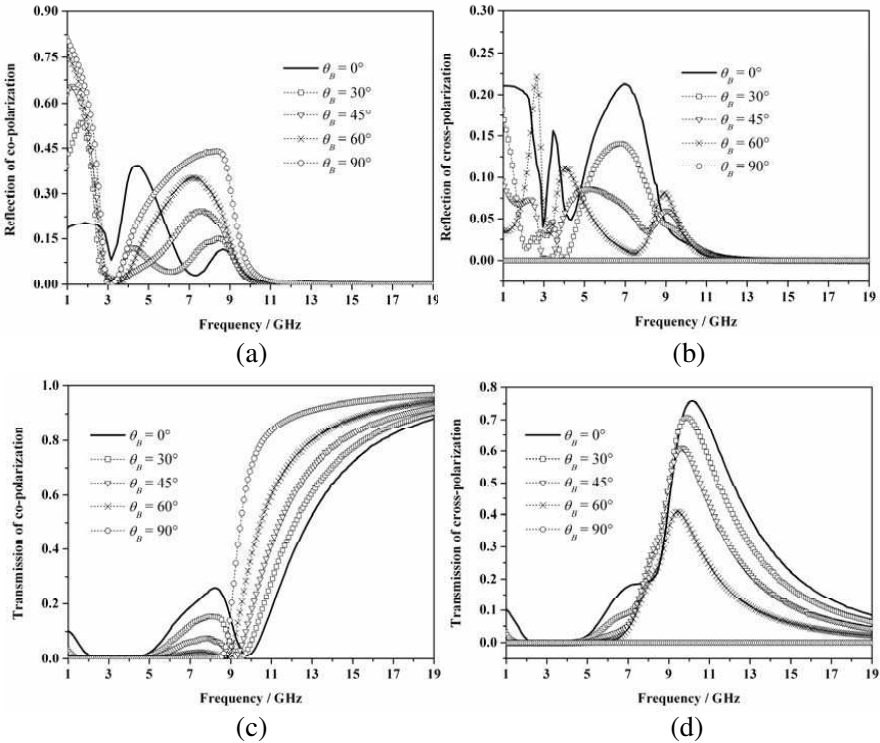 0.90
0.75
0.60
0.45
0.30
0.15
0.00
Reflection of co-polarization
θB = 0°
θB = 30°
θB = 45°
θB = 60°
θB = 90°
1 3 5 7 9 11 13 15 17 19
Frequency / GHz
(a)
0.30
0.25
0.20
0.15
0.10
0.05
0.00
Reflection of cross-polarization
θB = 0°
θB = 30°
θB = 45°
θB = 60°
θB = 90°
1 3 5 7 9 11 13 15 17 19
Frequency / GHz
(b)
1.0
0.8
0.6
0.4
0.2
0.0
Transmission of co-polarization
θB = 0°
θB = 30°
θB = 45°
θB = 60°
θB = 90°
1 3 5 7 9 11 13 15 17 19
Frequency / GHz
(c)
0.8
0.7
0.6
0.5
0.4
0.3
0.2
0.1
0.0
Transmission of cross-polarization
θB = 0°
θB = 30°
θB = 45°
θB = 60°
θB = 90°
1 3 5 7 9 11 13 15 17 19
Frequency / GHz
(d)